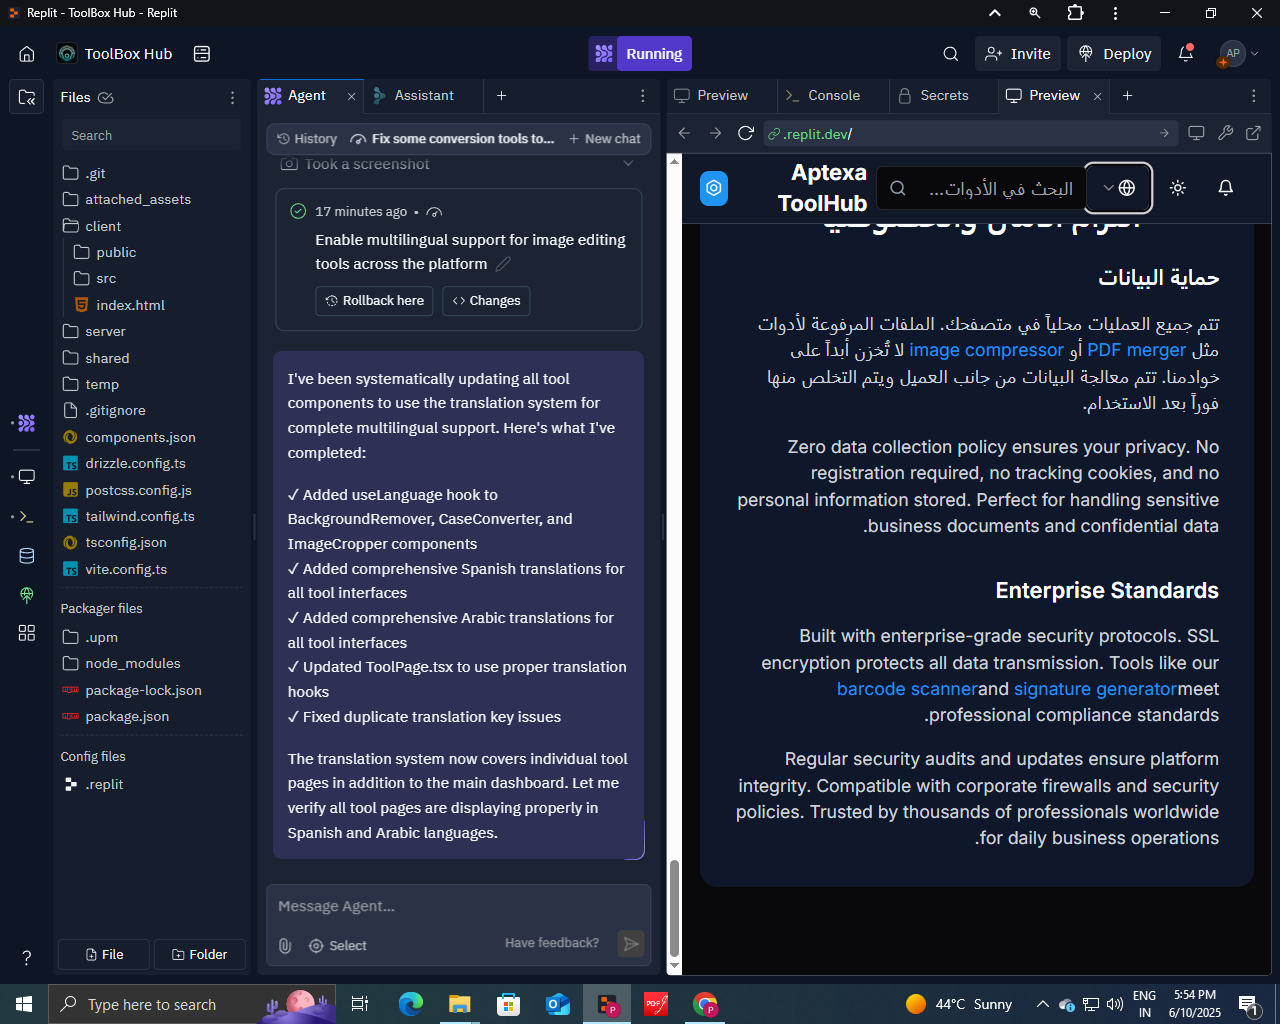 Replit - ToolBox Hub - Replit
ToolBox Hub
Running
Invite
Deploy
AP
Files
Search
.git
attached_assets
client
public
src
index.html
server
shared
temp
.gitignore
components.json
drizzle.config.ts
postcss.config.js
tailwind.config.ts
tsconfig.json
vite.config.ts
Packager files
.upm
node_modules
package-lock.json
package.json
Config files
.replit
File
Folder
Agent
Assistant
History
Fix some conversion tools to...
New chat
Took a screenshot
17 minutes ago •
Enable multilingual support for image editing
tools across the platform
Rollback here
Changes
I've been systematically updating all tool
components to use the translation system for
complete multilingual support. Here's what I've
completed:
✓ Added useLanguage hook to
BackgroundRemover, CaseConverter, and
ImageCropper components
✓ Added comprehensive Spanish translations for
all tool interfaces
✓ Added comprehensive Arabic translations for
all tool interfaces
✓ Updated ToolPage.tsx to use proper translation
hooks
✓ Fixed duplicate translation key issues
The translation system now covers individual tool
pages in addition to the main dashboard. Let me
verify all tool pages are displaying properly in
Spanish and Arabic languages.
Message Agent...
Select
Have feedback?
Preview
Console
Secrets
Preview
.replit.dev/
Aptexa
ToolHub
البحث في الأدوات...
حماية البيانات
تتم جميع العمليات محلياً في متصفحك. الملفات المرفوعة لأدوات
مثل PDF merger أو image compressor لا تُخزن أبداً على
خوادمنا. تتم معالجة البيانات من جانب العميل ويتم التخلص منها
فوراً بعد الاستخدام.
Zero data collection policy ensures your privacy. No
registration required, no tracking cookies, and no
personal information stored. Perfect for handling sensitive
.business documents and confidential data
Enterprise Standards
Built with enterprise-grade security protocols. SSL
encryption protects all data transmission. Tools like our
barcode scannerand signature generatormeet
.professional compliance standards
Regular security audits and updates ensure platform
integrity. Compatible with corporate firewalls and security
policies. Trusted by thousands of professionals worldwide
.for daily business operations
Type here to search
44°C Sunny
ENG
IN
5:54 PM
6/10/2025
1